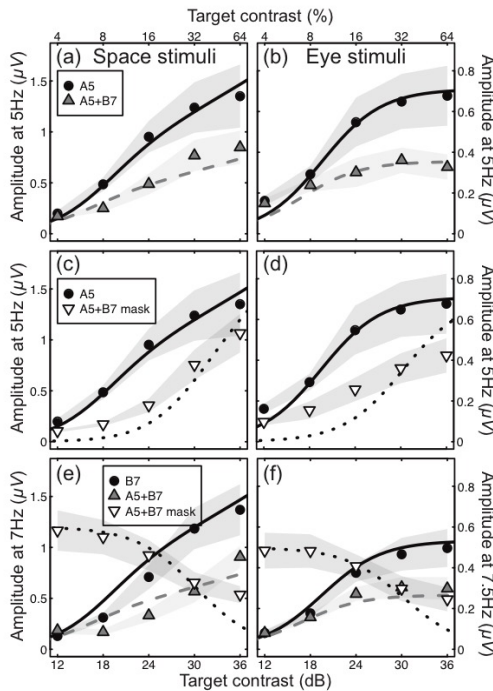 Target contrast (%)
4 8 16 32 64 4 8 16 32 64
(a) Space stimuli (b) Eye stimuli
A5
A5+B7
Amplitude at 5Hz (µV)
1.5
1
0.5
0
0.8
0.6
0.4
0.2
0
Amplitude at 5Hz (µV)
(c) (d)
A5
A5+B7 mask
Amplitude at 5Hz (µV)
1.5
1
0.5
0
0.8
0.6
0.4
0.2
0
Amplitude at 5Hz (µV)
(e) (f)
B7
A5+B7
A5+B7 mask
Amplitude at 7Hz (µV)
1.5
1
0.5
0
0.8
0.6
0.4
0.2
0
Amplitude at 7.5Hz (µV)
12 18 24 30 36 12 18 24 30 36
Target contrast (dB)